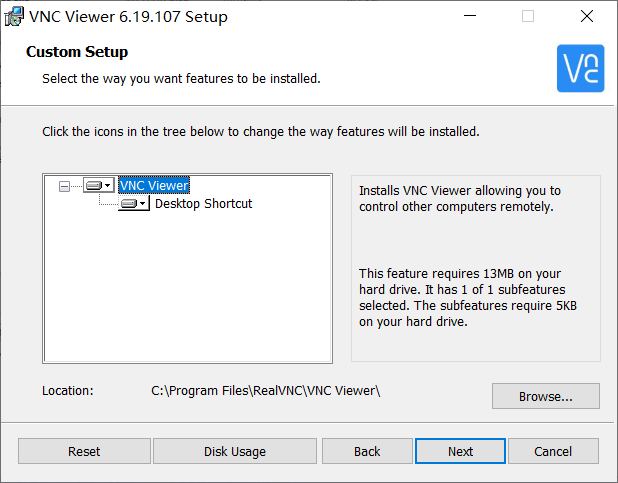 VNC Viewer 6.19.107 Setup
Custom Setup
Select the way you want features to be installed.
VNC
Click the icons in the tree below to change the way features will be installed.
VNC Viewer
Desktop Shortcut
Installs VNC Viewer allowing you to
control other computers remotely.
This feature requires 13MB on your
hard drive. It has 1 of 1 subfeatures
selected. The subfeatures require 5KB
on your hard drive.
Location:
C:\Program Files\RealVNC\VNC Viewer\
Browse...
Reset
Disk Usage
Back
Next
Cancel